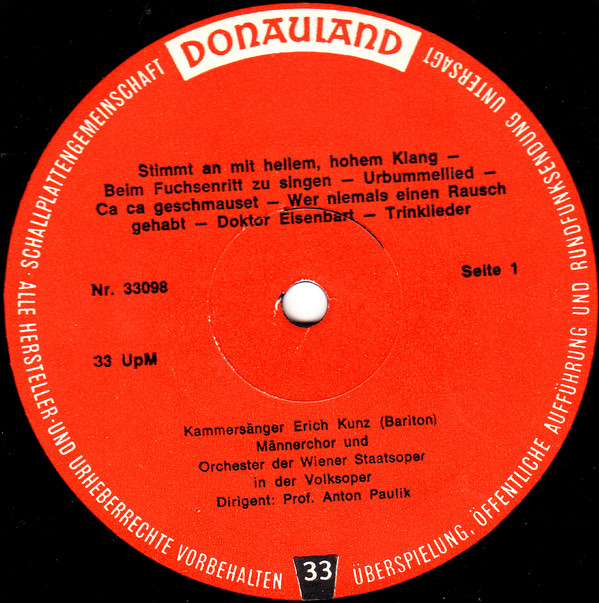 DONAULAND
SCHALLPLATTENGEMEINSCHAFT
Stimmt an mit hellem, hohem Klang –
Beim Fuchsenritt zu singen – Urbummellied –
Ca ca geschmauset – Wer niemals einen Rausch
gehabt – Doktor Eisenbart – Trinklieder
Nr. 33098
Seite 1
33 UpM
Kammersänger Erich Kunz (Bariton)
Männerchor und
Orchester der Wiener Staatsoper
in der Volksoper
Dirigent: Prof. Anton Paulik
ALLE HERSTELLER-UND URHEBERRECHTE VORBEHALTEN
33
ÜBERSPIELUNG, ÖFFENTLICHE AUFFÜHRUNG UND RUNDFUNKSENDUNG UNTERSAGT